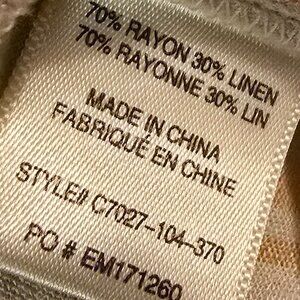 70% RAYON 30% LINEN
70% RAYONNE 30% LIN
MADE IN CHINA
FABRIQUÉ EN CHINE
STYLE# C7027-104-370
PO # EM171260